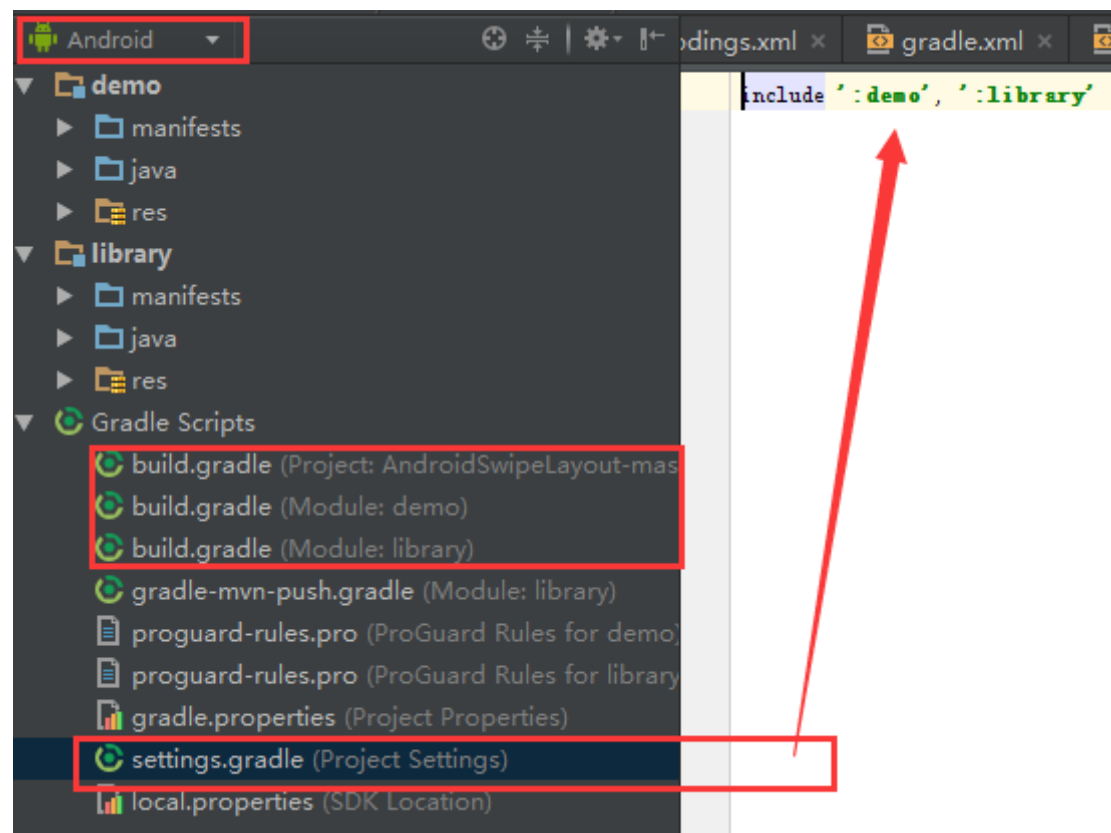 Android
dings.xml
gradle.xml
demo
include ':demo', ':library'
manifests
java
res
library
manifests
java
res
Gradle Scripts
build.gradle (Project: AndroidSwipeLayout-mas
build.gradle (Module: demo)
build.gradle (Module: library)
gradle-mvn-push.gradle (Module: library)
proguard-rules.pro (ProGuard Rules for demo)
proguard-rules.pro (ProGuard Rules for library
gradle.properties (Project Properties)
settings.gradle (Project Settings)
local.properties (SDK Location)